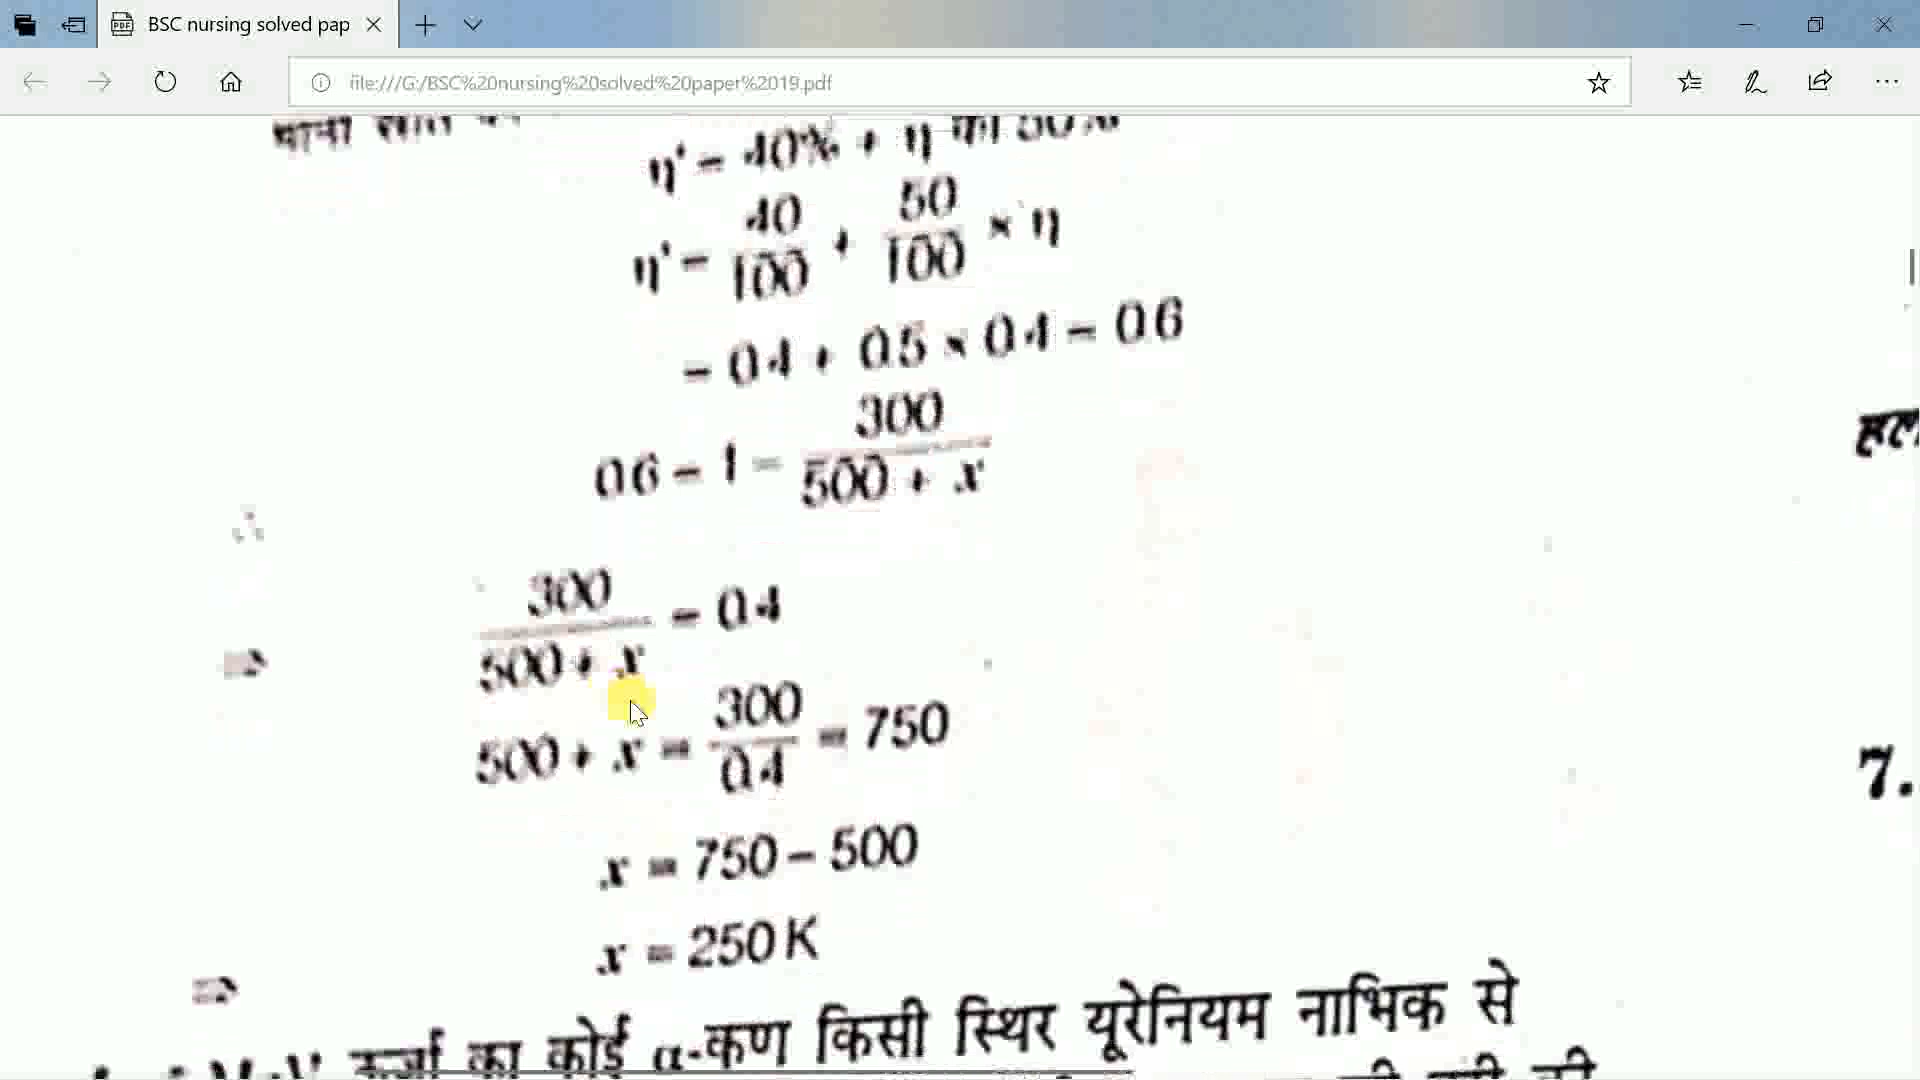 BSC nursing solved pap
file:///G:/BSC%20nursing%20solved%20paper%2019.pdf
η' = 40% + η का 50%
η' = 40/100 + 50/100 × η
= 0.4 + 0.5 × 0.4 = 0.6
∴ 0.6 = 1 - 300/500 + x
⇒ 300/500 + x = 0.4
500 + x = 300/0.4 = 750
x = 750 – 500
⇒ x = 250 K
ऊर्जा का कोई α-कण किसी स्थिर यूरेनियम नाभिक से
हल
7.